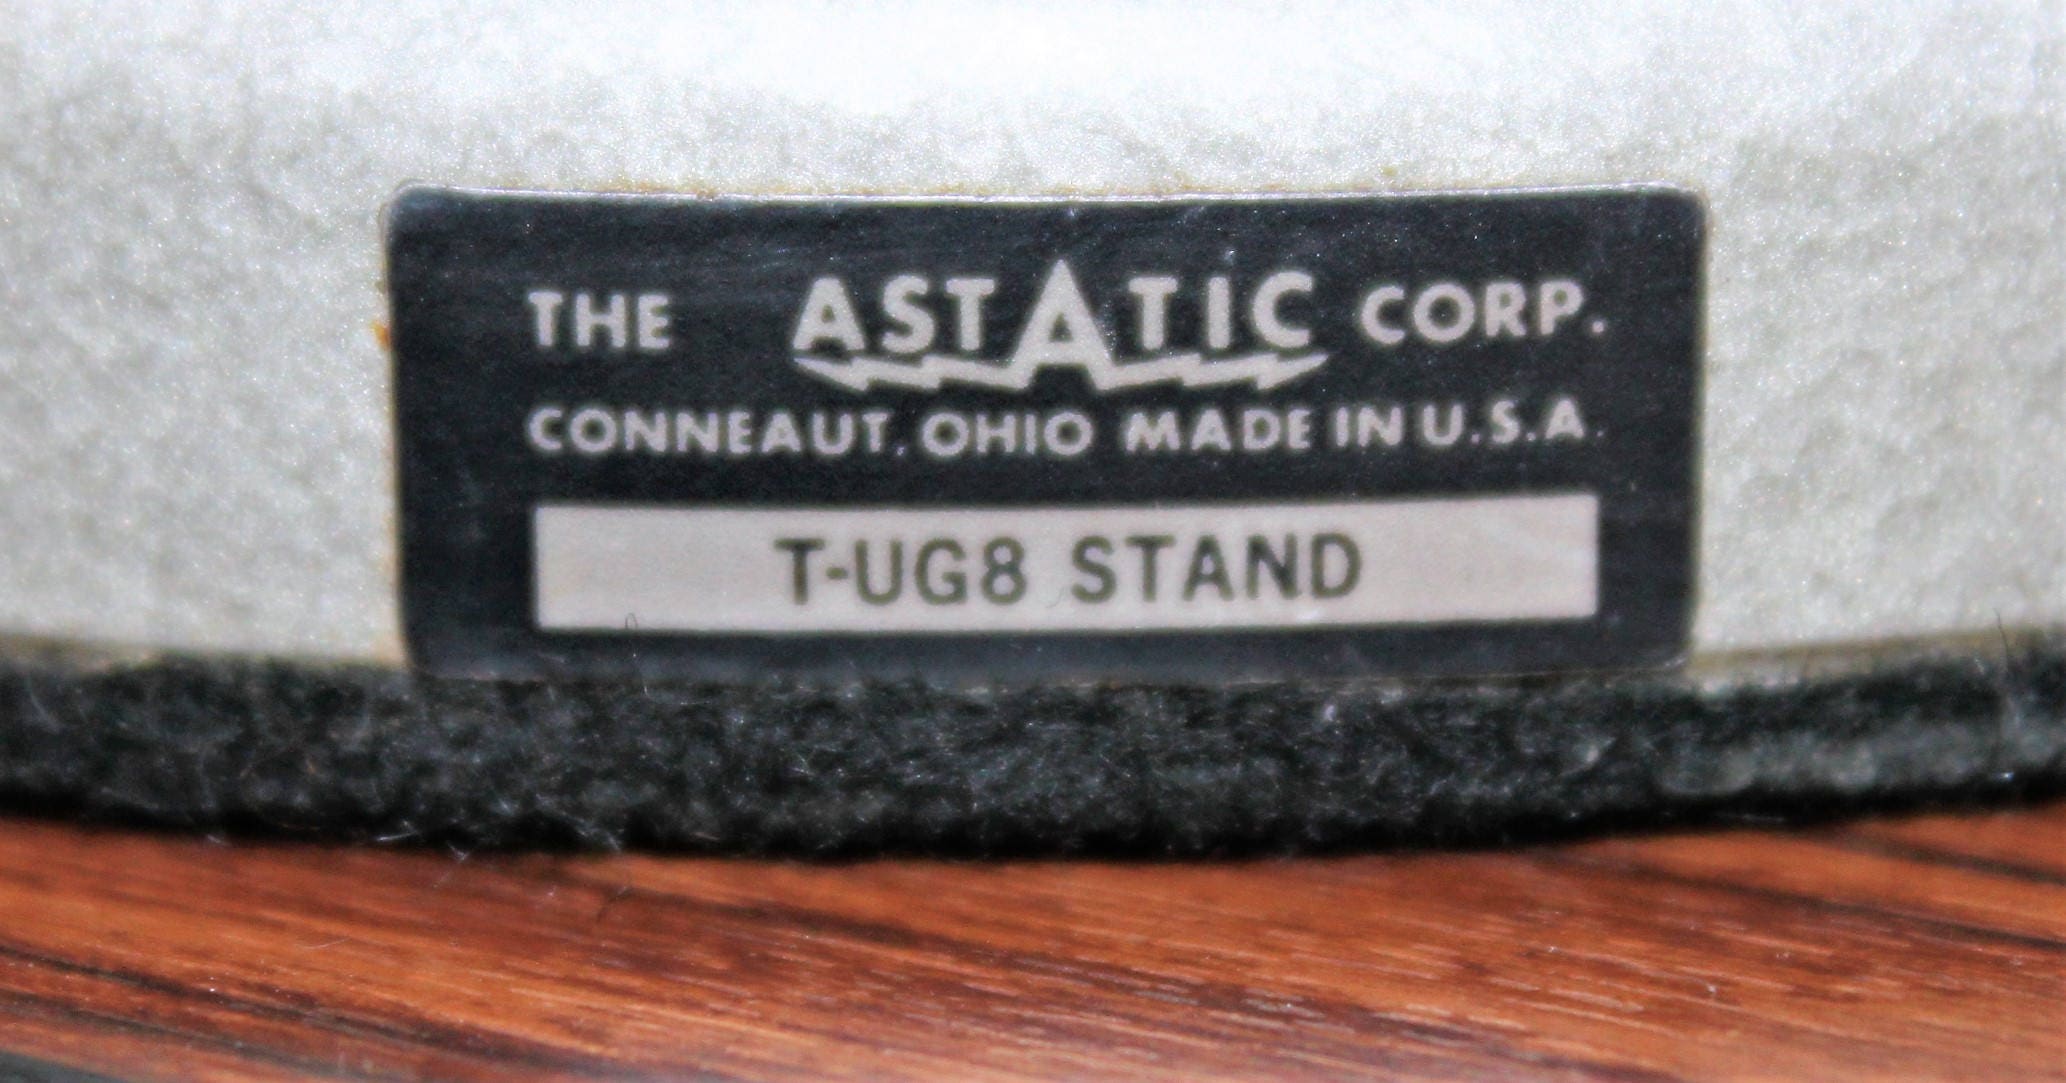 THE ASTATIC CORP.
CONNEAUT, OHIO MADE IN U.S.A.
T-UG8 STAND